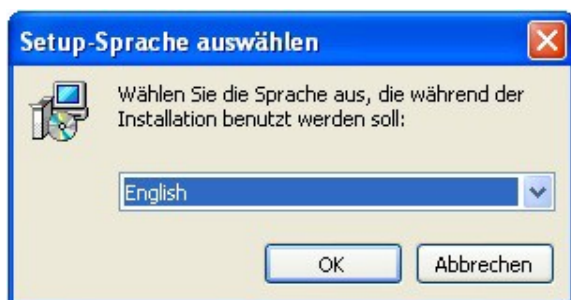 Setup-Sprache auswählen
Wählen Sie die Sprache aus, die während der
Installation benutzt werden soll:
English
OK
Abbrechen